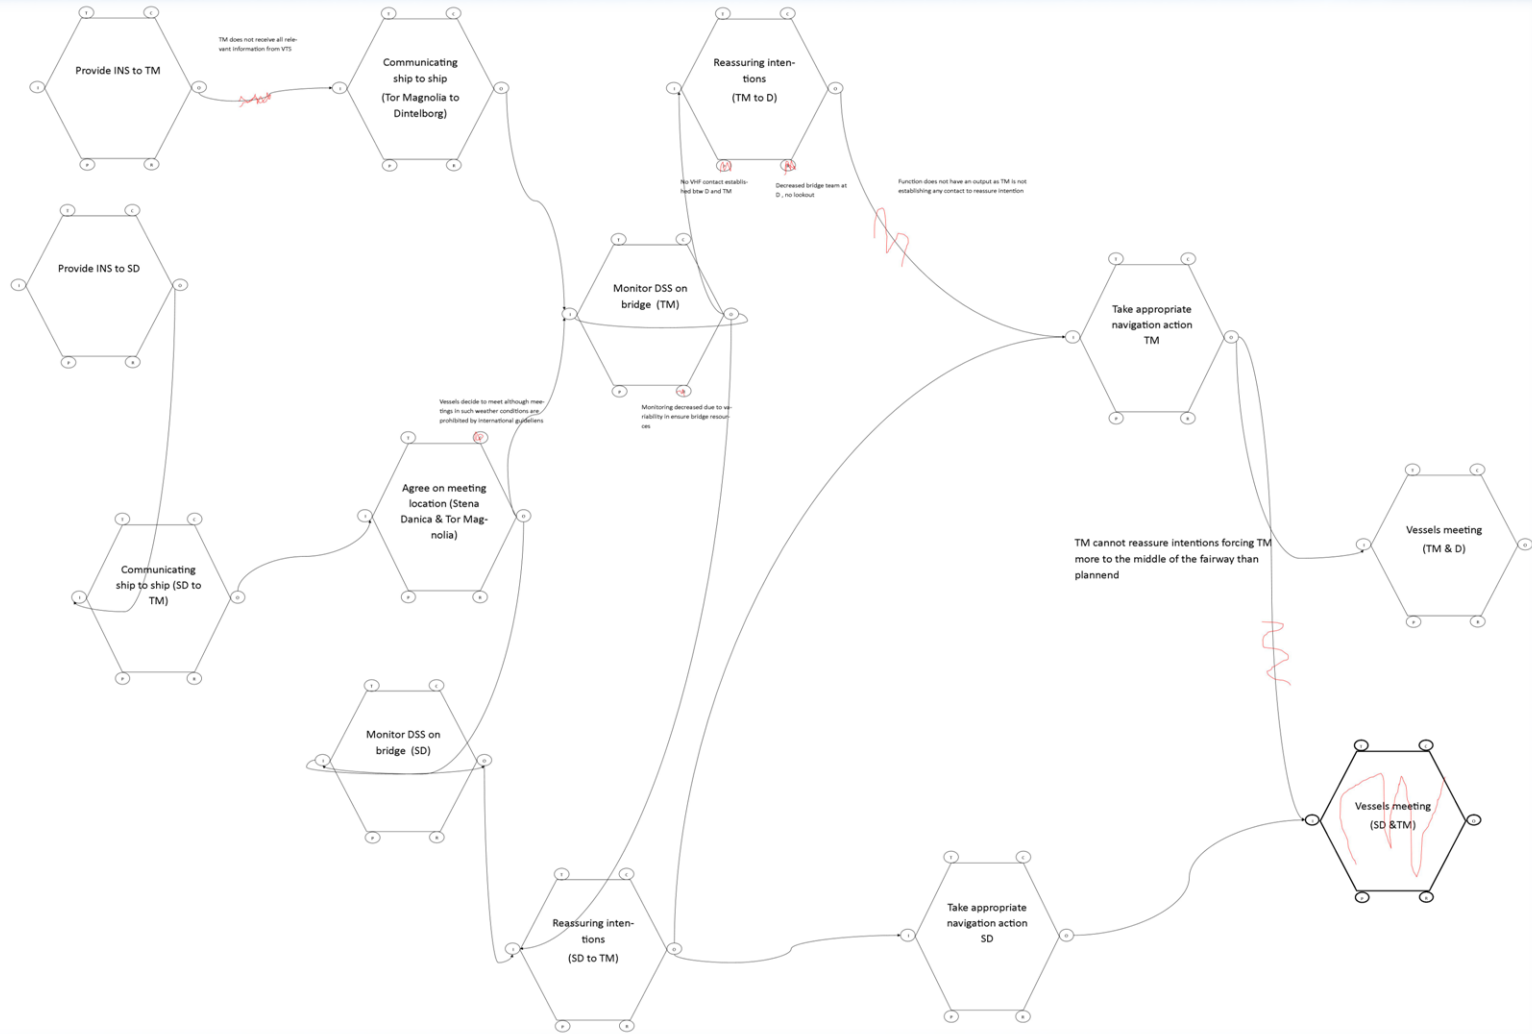 T
C
Provide INS to TM
I
O
P
R
TM does not receive all rele-
vant information from VTS
T
C
Communicating
ship to ship
(Tor Magnolia to
Dintelborg)
I
O
P
R
T
C
Reassuring inten-
tions
(TM to D)
I
O
No VHF contact establis-
hed btw D and TM
Decreased bridge team at
D , no lookout
Function does not have an output as TM is not
establishing any contact to reassure intention
T
C
Provide INS to SD
I
O
P
R
T
C
Monitor DSS on
bridge (TM)
I
O
P
Monitoring decreased due to va-
riability in ensure bridge resour-
ces
T
C
Take appropriate
navigation action
TM
I
O
P
R
Vessels decide to meet although mee-
tings in such weather conditions are
prohibited by international guideliens
T
C
Agree on meeting
location (Stena
Danica & Tor Mag-
nolia)
I
O
P
R
T
C
Vessels meeting
(TM & D)
I
O
P
R
T
C
Communicating
ship to ship (SD to
TM)
I
O
P
R
TM cannot reassure intentions forcing TM
more to the middle of the fairway than
plannend
T
C
Monitor DSS on
bridge (SD)
I
O
P
R
T
C
Vessels meeting
(SD &TM)
I
O
P
R
T
C
Reassuring inten-
tions
(SD to TM)
I
O
P
R
T
C
Take appropriate
navigation action
SD
I
O
P
R